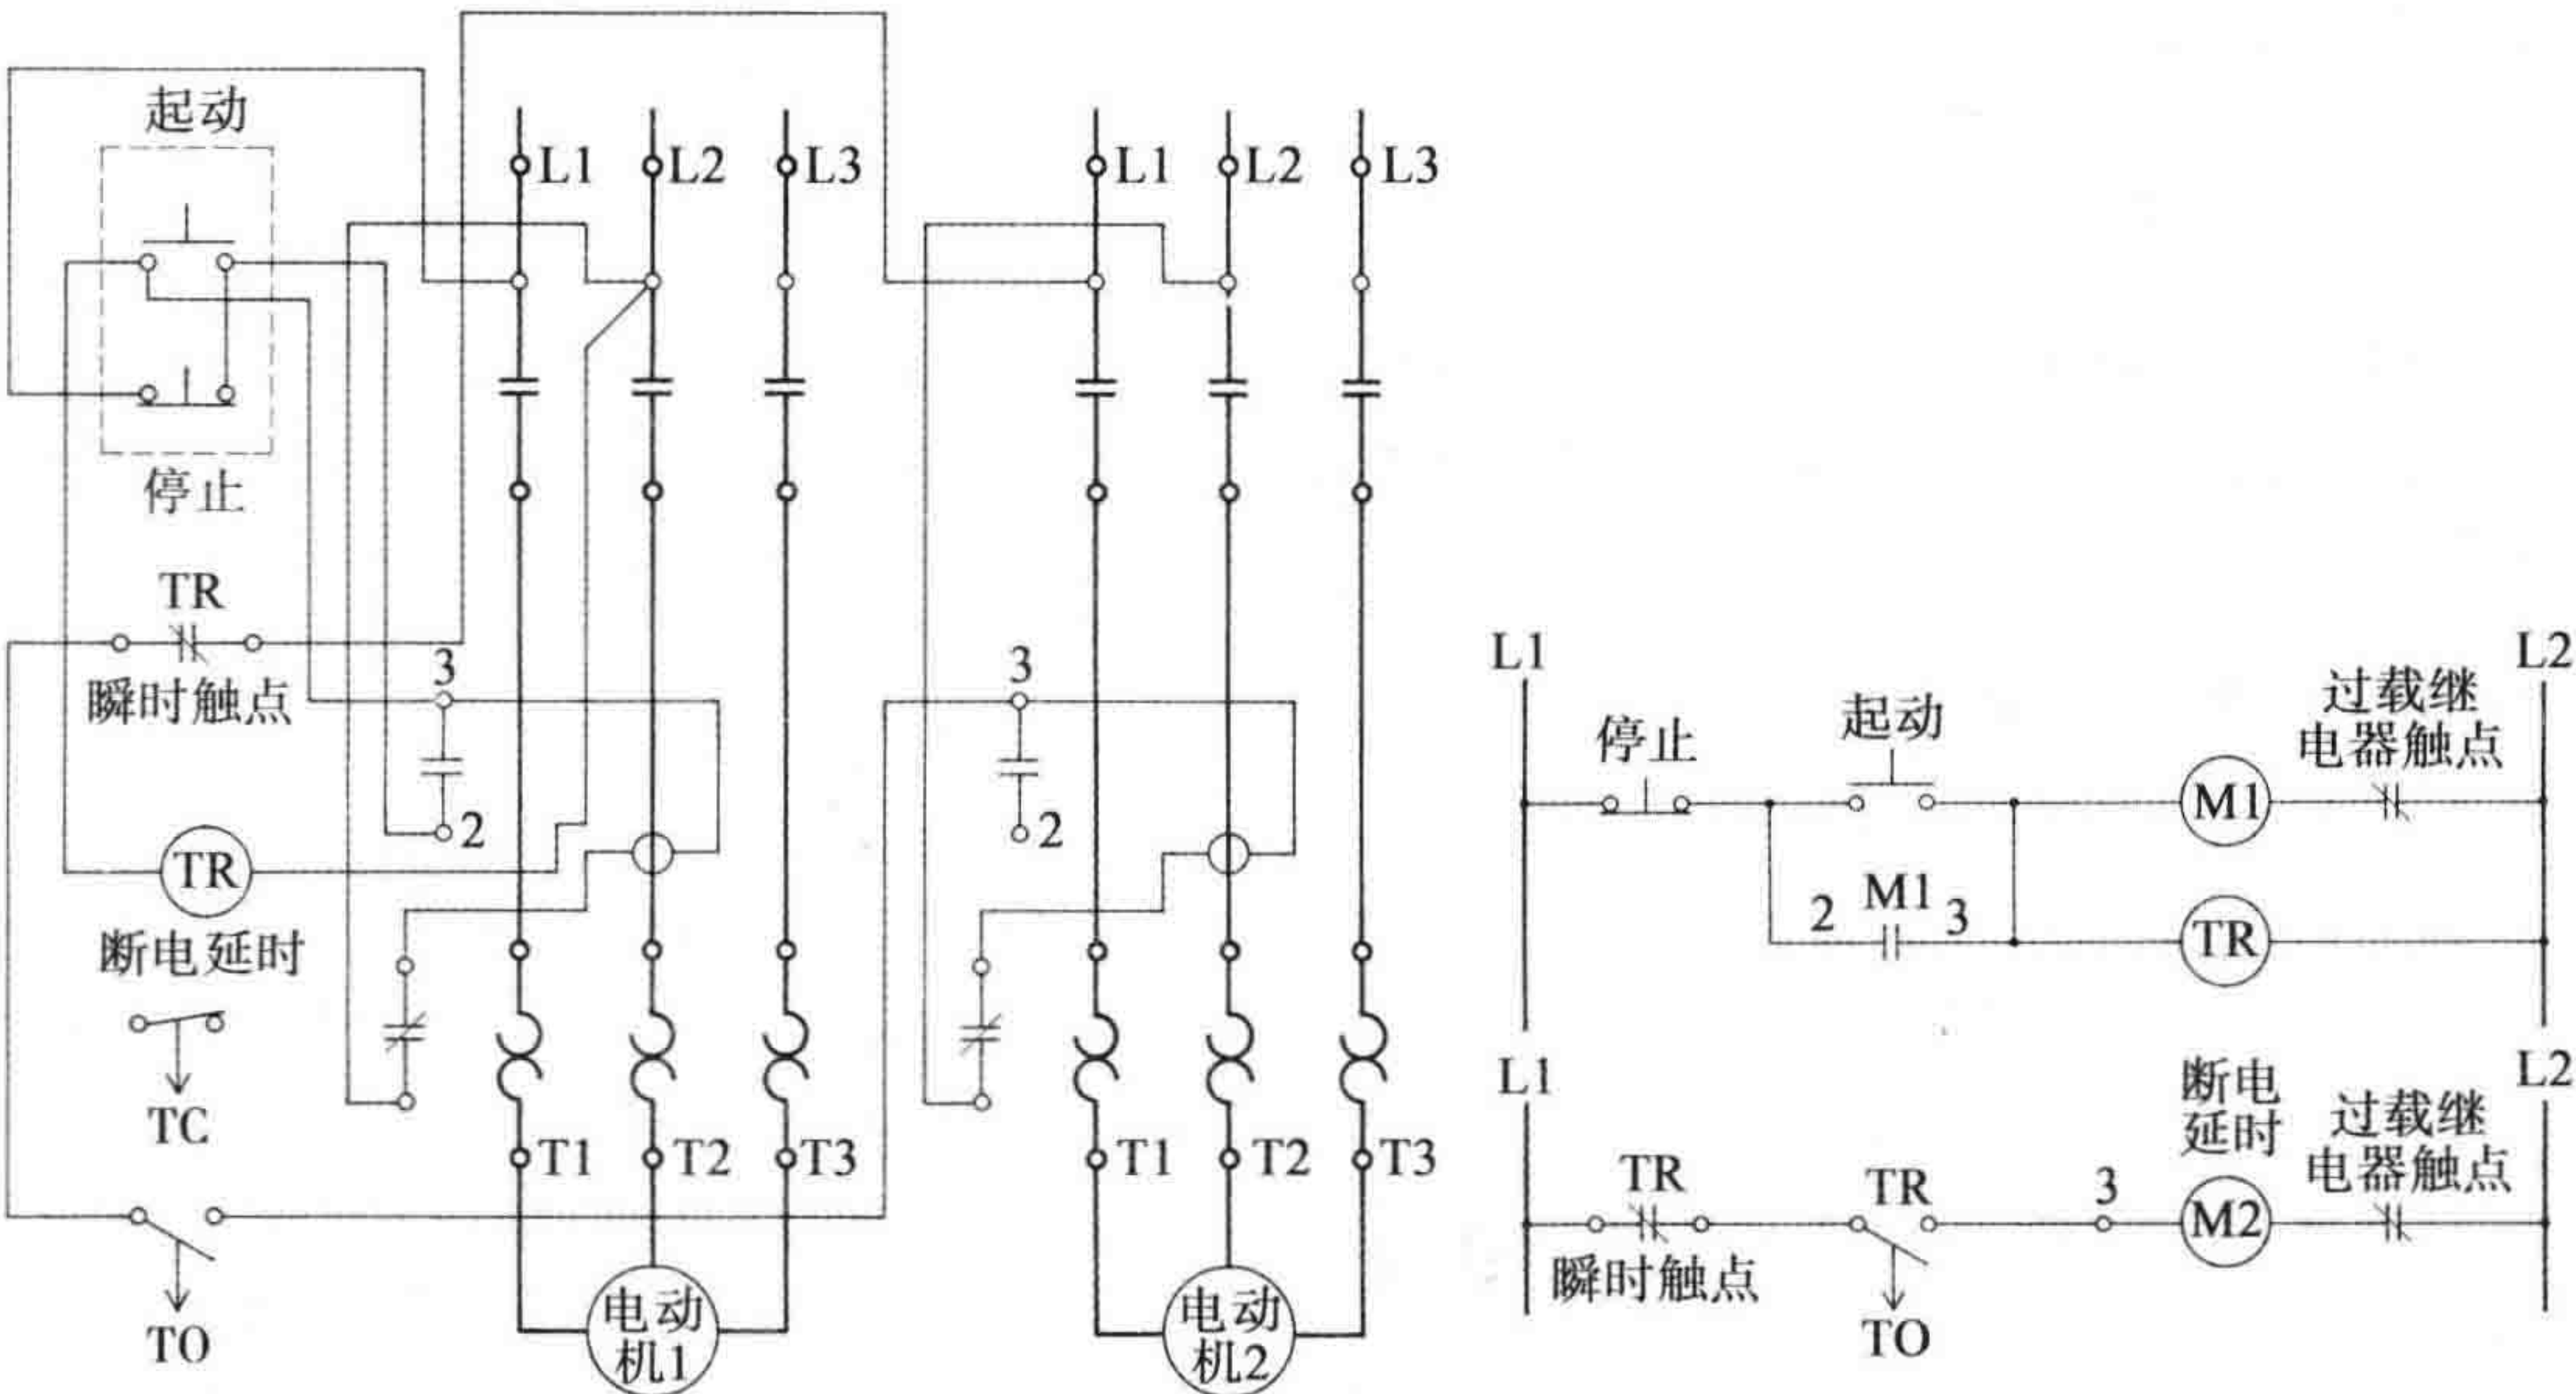 起动
停止
TR
瞬时触点
TR
断电延时
TC
TO
L1
L2
L3
3
2
T1
T2
T3
电动
机1
L1
L2
L3
3
2
T1
T2
T3
电动
机2
L1
L2
停止
起动
M1
过载继
电器触点
2
M1
3
TR
L1
L2
TR
瞬时触点
TR
TO
3
断电
延时
M2
过载继
电器触点